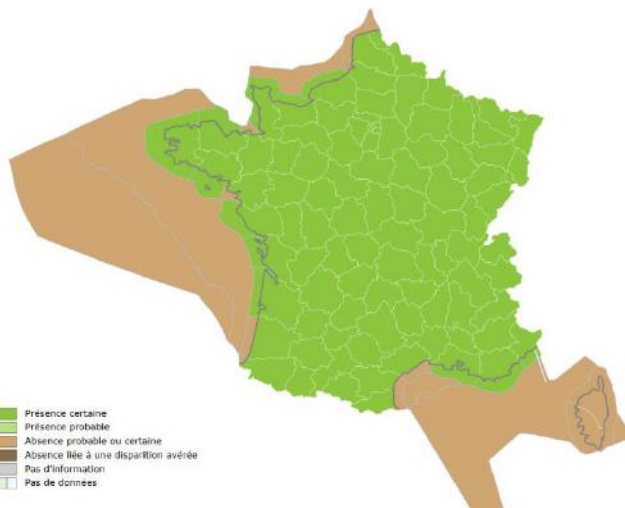 Présence certaine
Présence probable
Absence probable ou certaine
Absence liée à une disparition avérée
Pas d'information
Pas de données